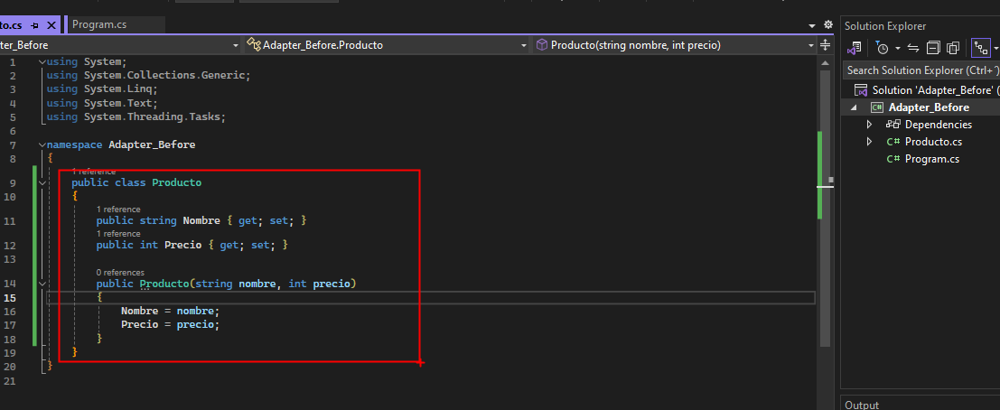 to.cs
Program.cs
ter_Before
Adapter_Before.Producto
Producto(string nombre, int precio)
1 using System;
2 using System.Collections.Generic;
3 using System.Linq;
4 using System.Text;
5 using System.Threading.Tasks;
6
7 namespace Adapter_Before
8 {
1 reference
9 public class Producto
10 {
1 reference
11 public string Nombre { get; set; }
1 reference
12 public int Precio { get; set; }
13
0 references
14 public Producto(string nombre, int precio)
15 {
16 Nombre = nombre;
17 Precio = precio;
18 }
19 }
20 }
21
Solution Explorer
Search Solution Explorer (Ctrl+´)
Solution 'Adapter_Before' (
Adapter_Before
Dependencies
C# Producto.cs
C# Program.cs
Output